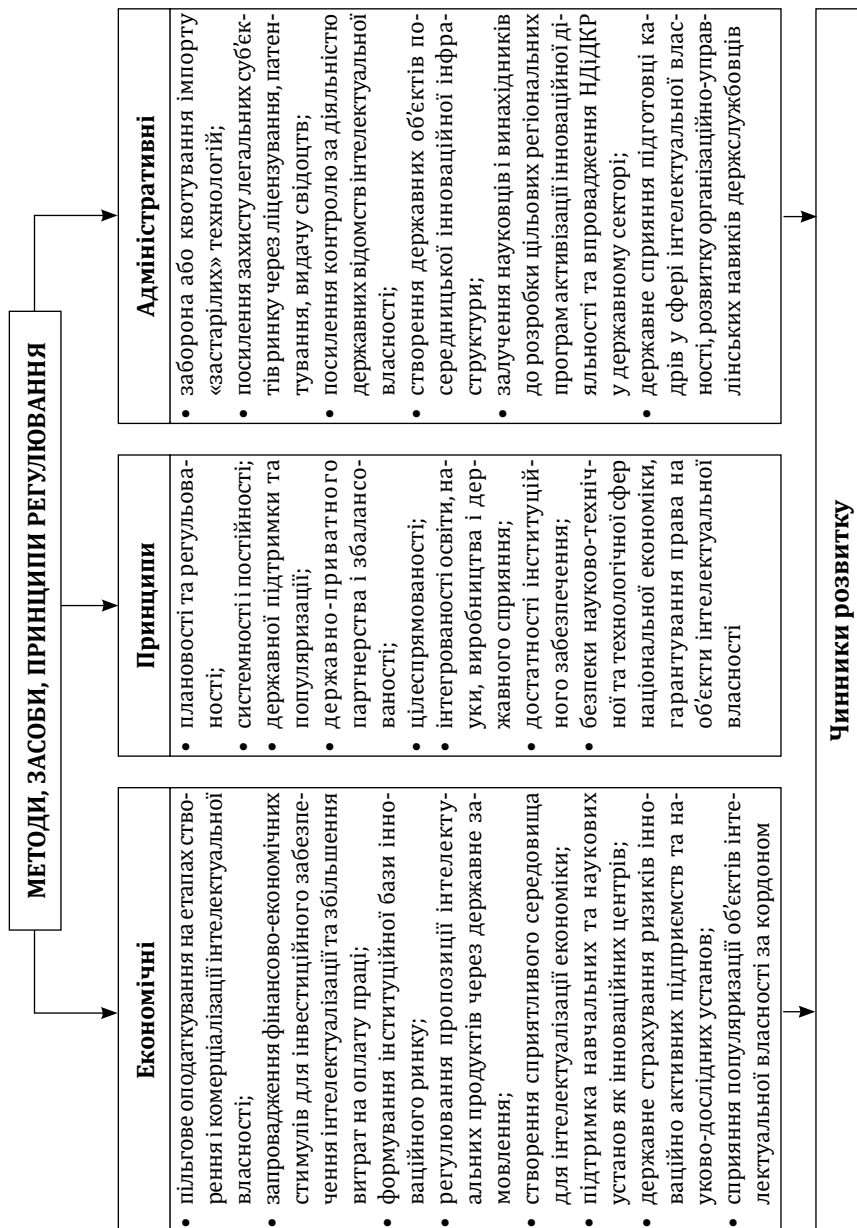 МЕТОДИ, ЗАСОБИ, ПРИНЦИПИ РЕГУЛЮВАННЯ
Економічні
• пільгове оподаткування на етапах ство-
рення і комерціалізації інтелектуальної
власності;
• запровадження фінансово-економічних
стимулів для інвестиційного забезпе-
чення інтелектуалізації та збільшення
витрат на оплату праці;
• формування інституційної бази інно-
ваційного ринку;
• регулювання пропозиції інтелекту-
альних продуктів через державне за-
мовлення;
• створення сприятливого середовища
для інтелектуалізації економіки;
• підтримка навчальних та наукових
установ як інноваційних центрів;
• державне страхування ризиків інно-
ваційно активних підприємств та на-
уково-дослідних установ;
• сприяння популяризації об’єктів інте-
лектуальної власності за кордоном
Принципи
• плановості та регульова-
ності;
• системності і постійності;
• державної підтримки та
популяризації;
• державно-приватного
партнерства і збалансо-
ваності;
• цілеспрямованості;
• інтегрованості освіти, на-
уки, виробництва і дер-
жавного сприяння;
• достатності інституцій-
ного забезпечення;
• безпеки науково-техніч-
ної та технологічної сфер
національної економіки,
гарантування права на
об’єкти інтелектуальної
власності
Адміністративні
• заборона або квотування імпорту
«застарілих» технологій;
• посилення захисту легальних суб’єк-
тів ринку через ліцензування, патен-
тування, видачу свідоцтв;
• посилення контролю за діяльністю
державних відомств інтелектуальної
власності;
• створення державних об’єктів по-
середницької інноваційної інфра-
структури;
• залучення науковців і винахідників
до розробки цільових регіональних
програм активізації інноваційної ді-
яльності та впровадження НДіДКР
у державному секторі;
• державне сприяння підготовці ка-
дрів у сфері інтелектуальної влас-
ності, розвитку організаційно-управ-
лінських навиків держслужбовців
Чинники розвитку